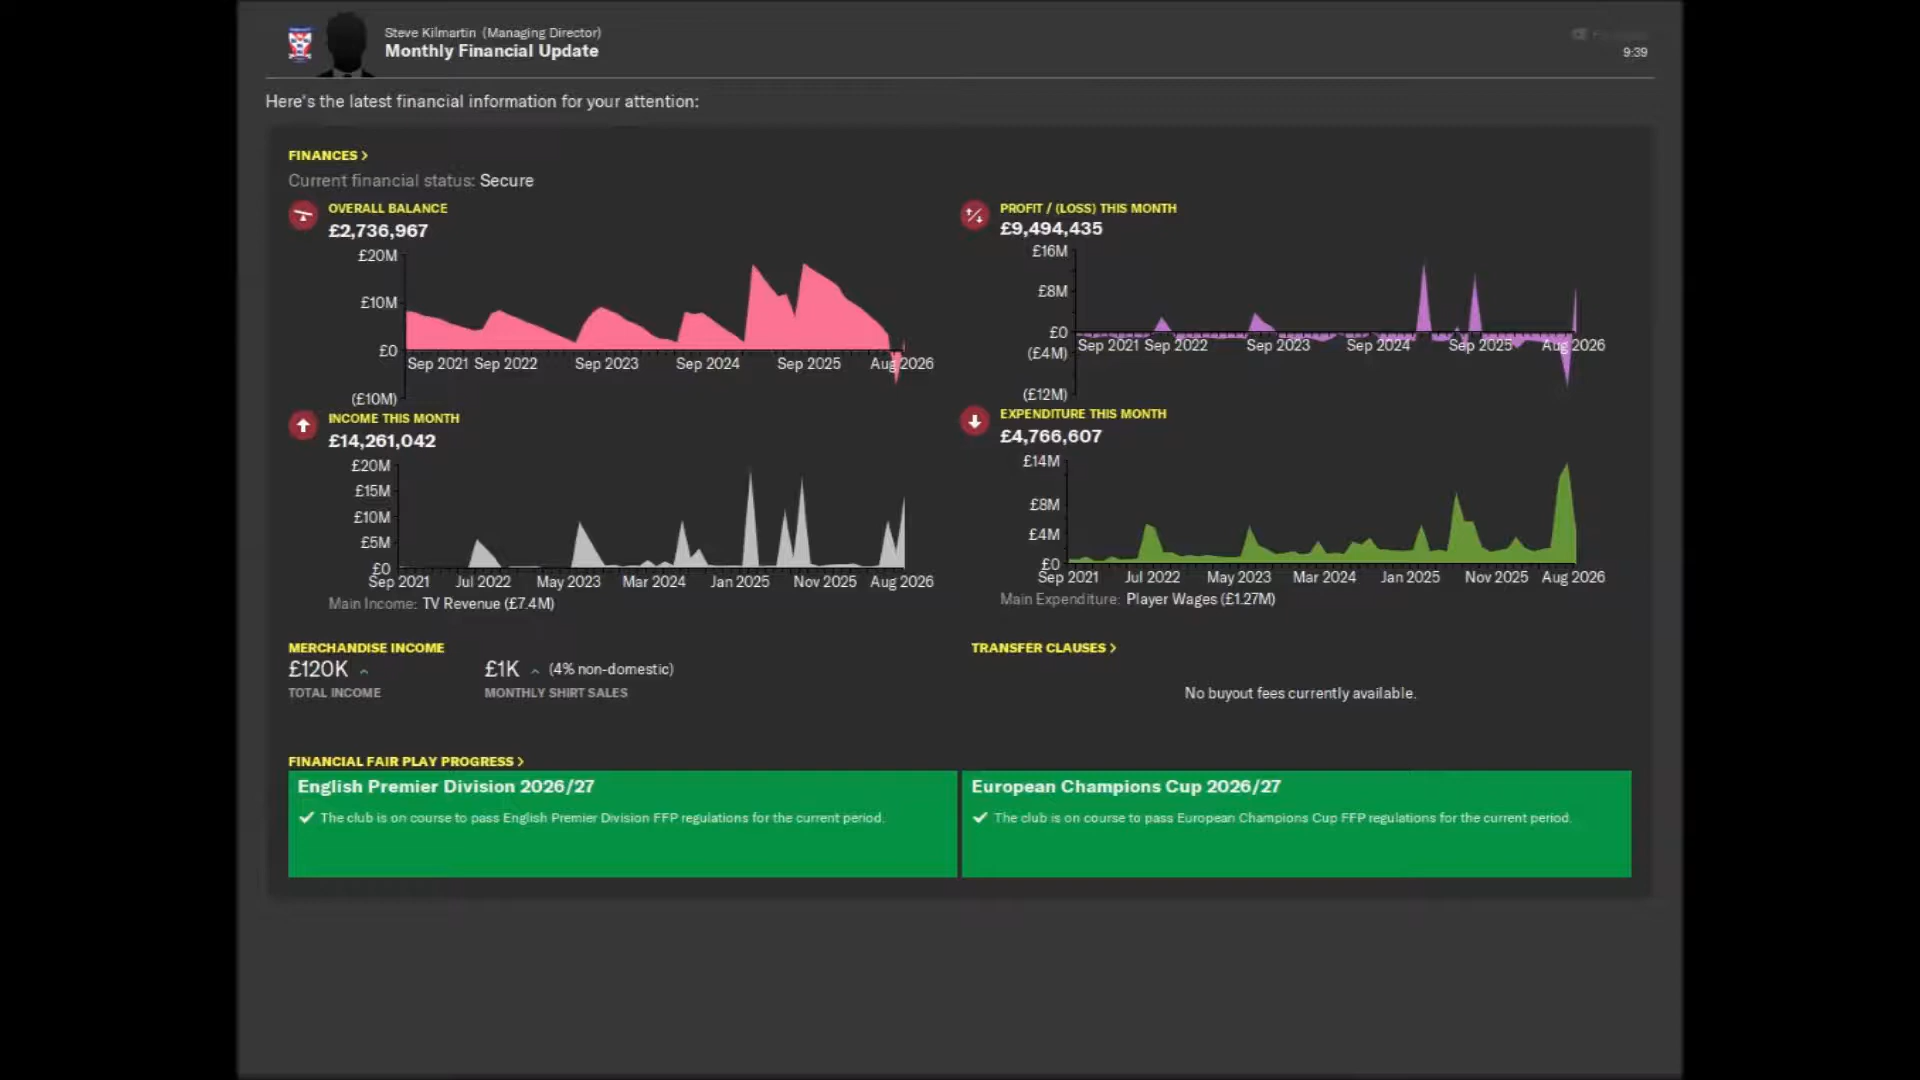 Steve Kilmartin (Managing Director)
Monthly Financial Update
9:39
Here's the latest financial information for your attention:
FINANCES >
Current financial status: Secure
OVERALL BALANCE
£2,736,967
£20M
£10M
£0
(£10M)
Sep 2021 Sep 2022 Sep 2023 Sep 2024 Sep 2025 Aug 2026
PROFIT / (LOSS) THIS MONTH
£9,494,435
£16M
£8M
£0
(£4M)
(£12M)
Sep 2021 Sep 2022 Sep 2023 Sep 2024 Sep 2025 Aug 2026
INCOME THIS MONTH
£14,261,042
£20M
£15M
£10M
£5M
£0
Sep 2021 Jul 2022 May 2023 Mar 2024 Jan 2025 Nov 2025 Aug 2026
Main Income: TV Revenue (£7.4M)
EXPENDITURE THIS MONTH
£4,766,607
£14M
£8M
£4M
£0
Sep 2021 Jul 2022 May 2023 Mar 2024 Jan 2025 Nov 2025 Aug 2026
Main Expenditure: Player Wages (£1.27M)
MERCHANDISE INCOME
£120K
TOTAL INCOME
£1K (4% non-domestic)
MONTHLY SHIRT SALES
TRANSFER CLAUSES >
No buyout fees currently available.
FINANCIAL FAIR PLAY PROGRESS >
English Premier Division 2026/27
The club is on course to pass English Premier Division FFP regulations for the current period.
European Champions Cup 2026/27
The club is on course to pass European Champions Cup FFP regulations for the current period.